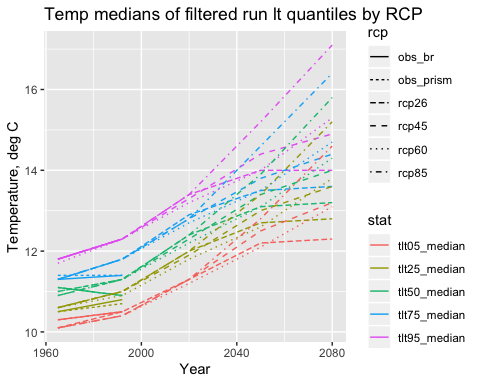 Temp medians of filtered run lt quantiles by RCP
rcp
obs_br
obs_prism
rcp26
rcp45
rcp60
rcp85
stat
tlt05_median
tlt25_median
tlt50_median
tlt75_median
tlt95_median
Temperature, deg C
16
14
12
10
1960
2000
2040
2080
Year